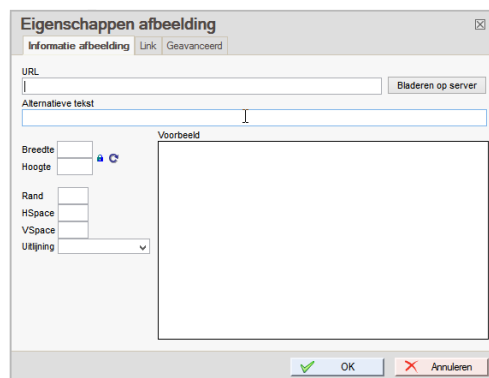 Eigenschappen afbeelding
Informatie afbeelding Link Geavanceerd
URL
Bladeren op server
Alternatieve tekst
Voorbeeld
Breedte
Hoogte
Rand
HSpace
VSpace
Uitlijning
OK Annuleren